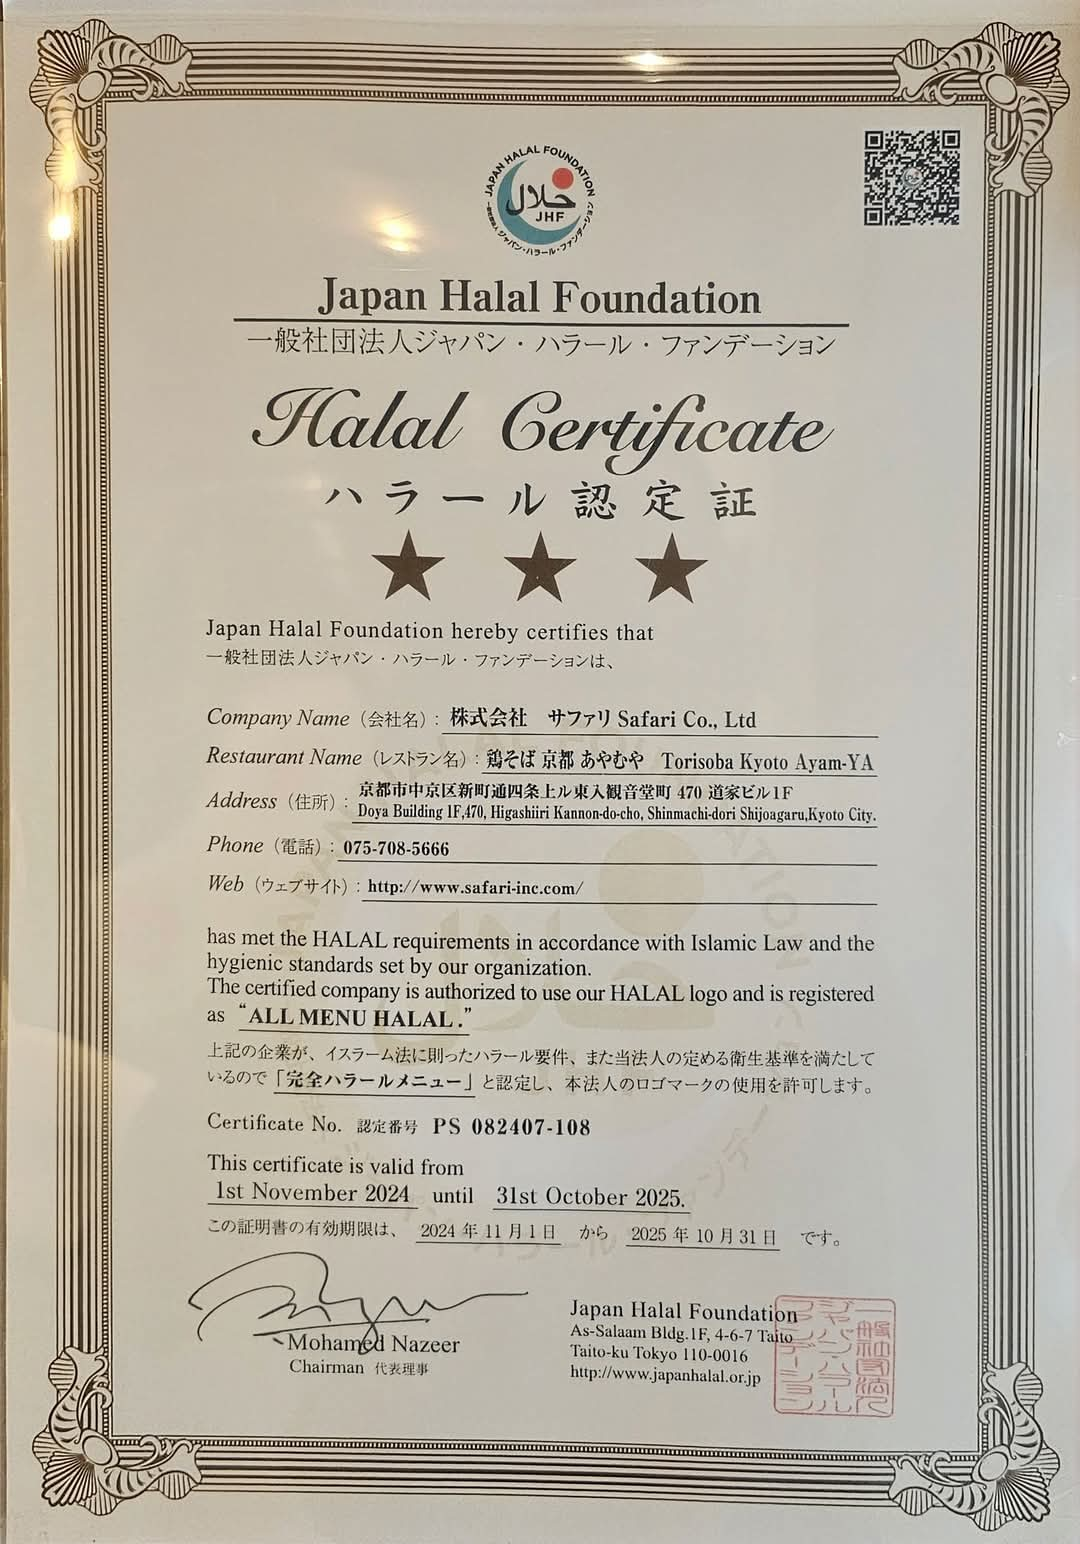 JAPAN HALAL FOUNDATION
حلال
JHF
一般社団法人 ジャパン・ハラール・ファンデーション
Japan Halal Foundation
一般社団法人ジャパン・ハラール・ファンデーション
Halal Certificate
ハラール認定証
★ ★ ★
Japan Halal Foundation hereby certifies that
一般社団法人ジャパン・ハラール・ファンデーションは、
Company Name（会社名）: 株式会社 サファリ Safari Co., Ltd
Restaurant Name（レストラン名）: 鶏そば 京都 あやむや Torisoba Kyoto Ayam-YA
Address（住所）: 京都市中京区新町通四条上ル東入観音堂町 470 道家ビル1F
Doya Building 1F,470, Higashiiri Kannon-do-cho, Shinmachi-dori Shijoagaru,Kyoto City.
Phone（電話）: 075-708-5666
Web（ウェブサイト）: http://www.safari-inc.com/
has met the HALAL requirements in accordance with Islamic Law and the
hygienic standards set by our organization.
The certified company is authorized to use our HALAL logo and is registered
as “ALL MENU HALAL .”
上記の企業が、イスラーム法に則ったハラール要件、また当法人の定める衛生基準を満たして
いるので「完全ハラールメニュー」と認定し、本法人のロゴマークの使用を許可します。
Certificate No. 認定番号 PS 082407-108
This certificate is valid from
1st November 2024 until 31st October 2025.
この証明書の有効期限は、 2024 年 11 月 1 日 から 2025 年 10 月 31 日 です。
Mohamed Nazeer
Chairman 代表理事
Japan Halal Foundation
As-Salaam Bldg.1F, 4-6-7 Taito
Taito-ku Tokyo 110-0016
http://www.japanhalal.or.jp
一般社団法人
ジャパン・ハラール
ファンデーション